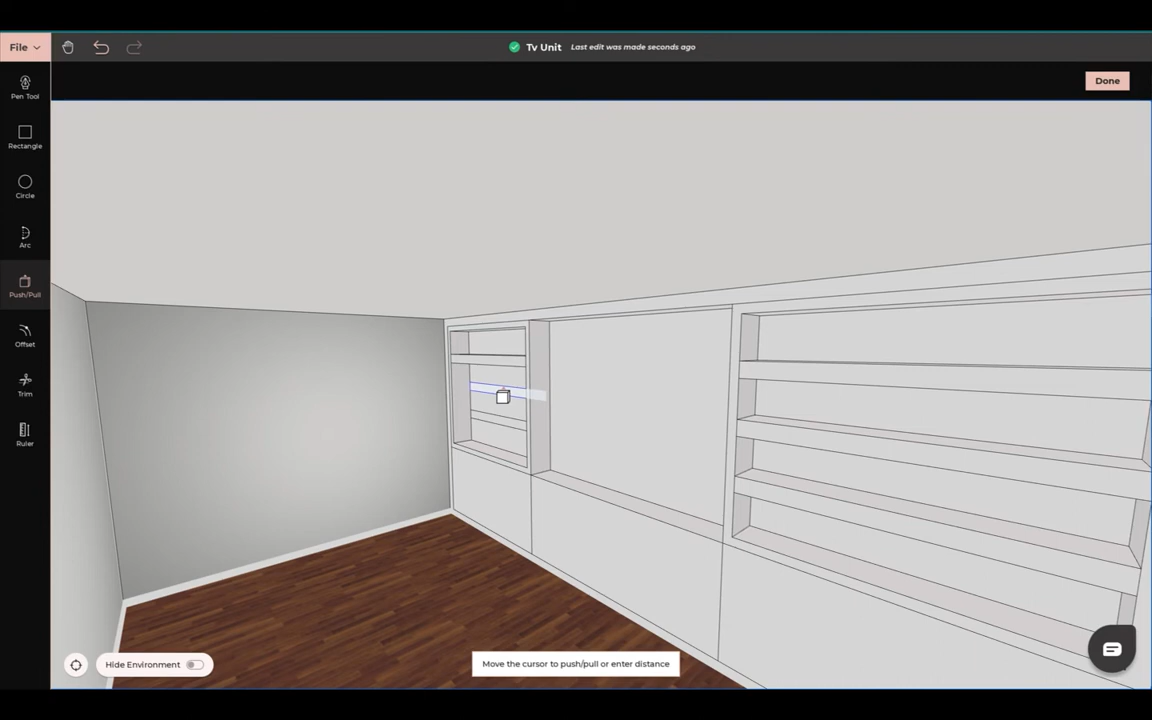 File
Tv Unit
Last edit was made seconds ago
Done
Pen Tool
Rectangle
Circle
Arc
Push/Pull
Offset
Trim
Ruler
Hide Environment
Move the cursor to push/pull or enter distance